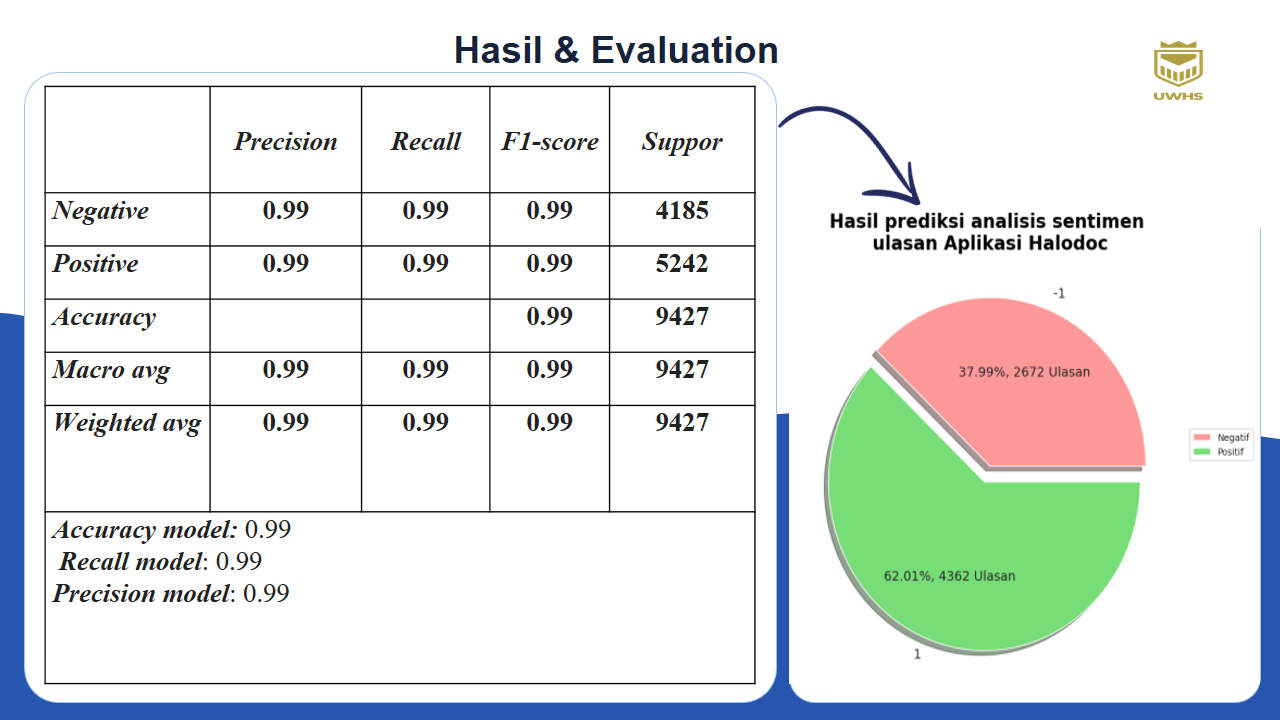 Hasil & Evaluation
UWHS
Precision Recall F1-score Suppor
Negative 0.99 0.99 0.99 4185
Positive 0.99 0.99 0.99 5242
Accuracy 0.99 9427
Macro avg 0.99 0.99 0.99 9427
Weighted avg 0.99 0.99 0.99 9427
Accuracy model: 0.99
Recall model: 0.99
Precision model: 0.99
Hasil prediksi analisis sentimen
ulasan Aplikasi Halodoc
-1
37.99%, 2672 Ulasan
Negatif
Positif
62.01%, 4362 Ulasan
1